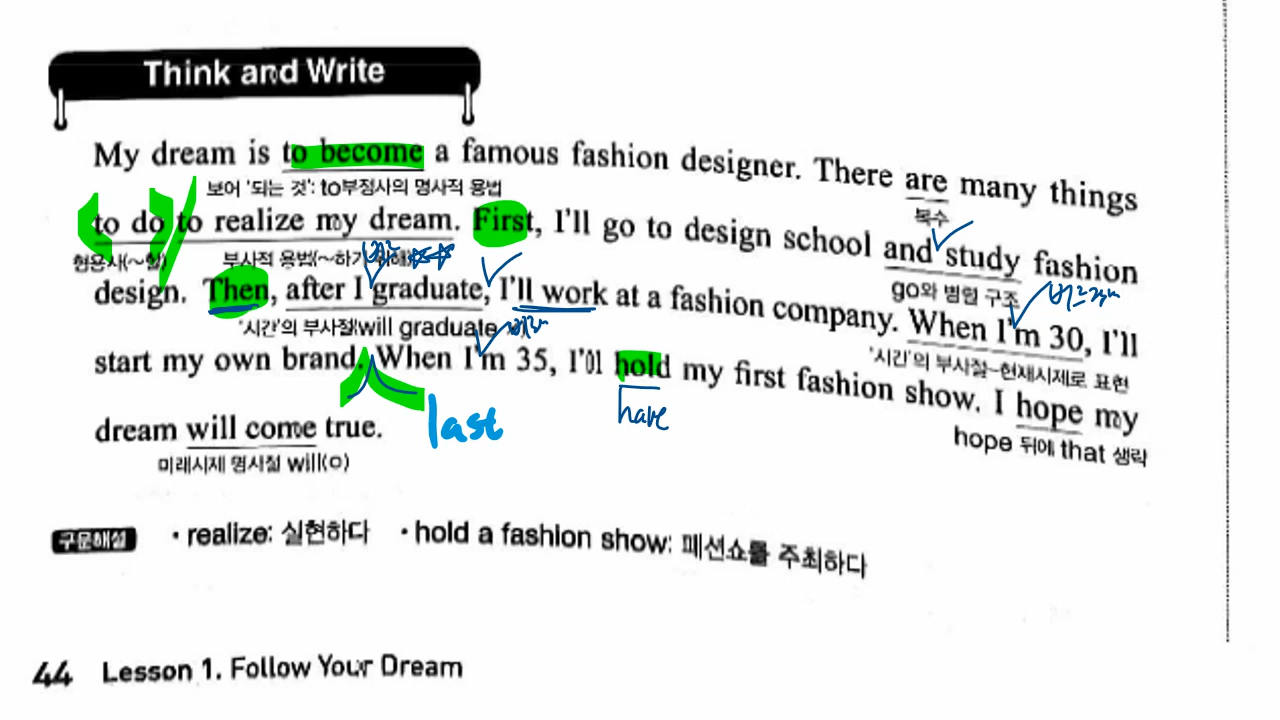 Think and Write
My dream is to become a famous fashion designer. There are many things
보어 '되는 것': to부정사의 명사적 용법
복수
to do to realize my dream. First, I'll go to design school and study fashion
형용사(~할) 부사적 용법(~하기 위해)
go와 병렬 구조
design. Then, after I graduate, I'll work at a fashion company. When I'm 30, I'll
'시간'의 부사절 will graduate
'시간'의 부사절-현재시제로 표현
start my own brand. When I'm 35, I'll hold my first fashion show. I hope my
last
have
hope 뒤에 that 생략
dream will come true.
미래시제 명사절 will(O)
구문해설 • realize: 실현하다 • hold a fashion show: 패션쇼를 주최하다
44 Lesson 1. Follow Your Dream